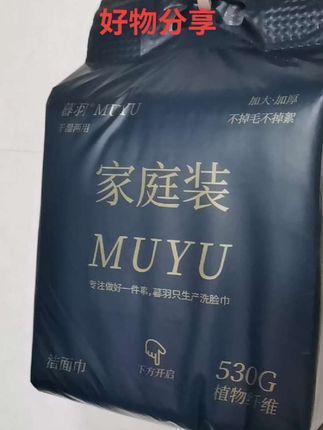 好物分享
暮羽® MUYU
干湿两用
加大·加厚
不掉毛不掉絮
家庭装
MUYU
专注做好一件事,暮羽只生产洗脸巾
洁面巾
下方开启
530G
植物纤维